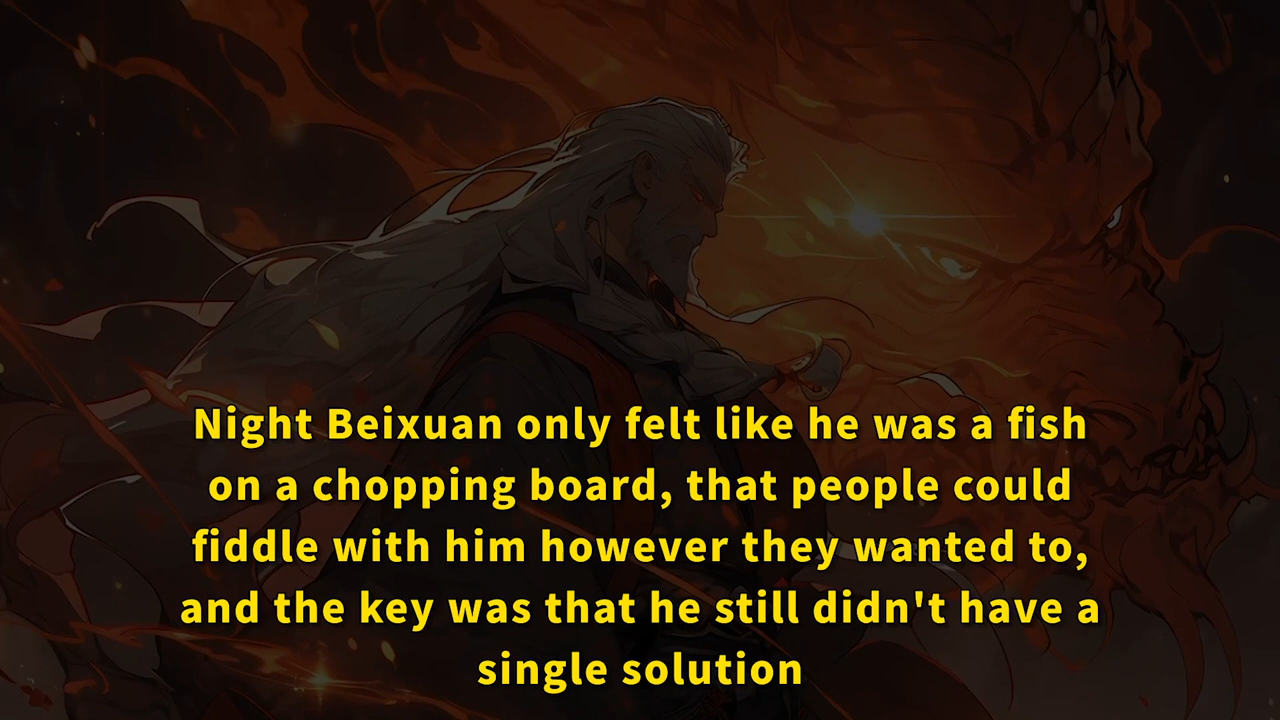 Night Beixuan only felt like he was a fish
on a chopping board, that people could
fiddle with him however they wanted to,
and the key was that he still didn't have a
single solution